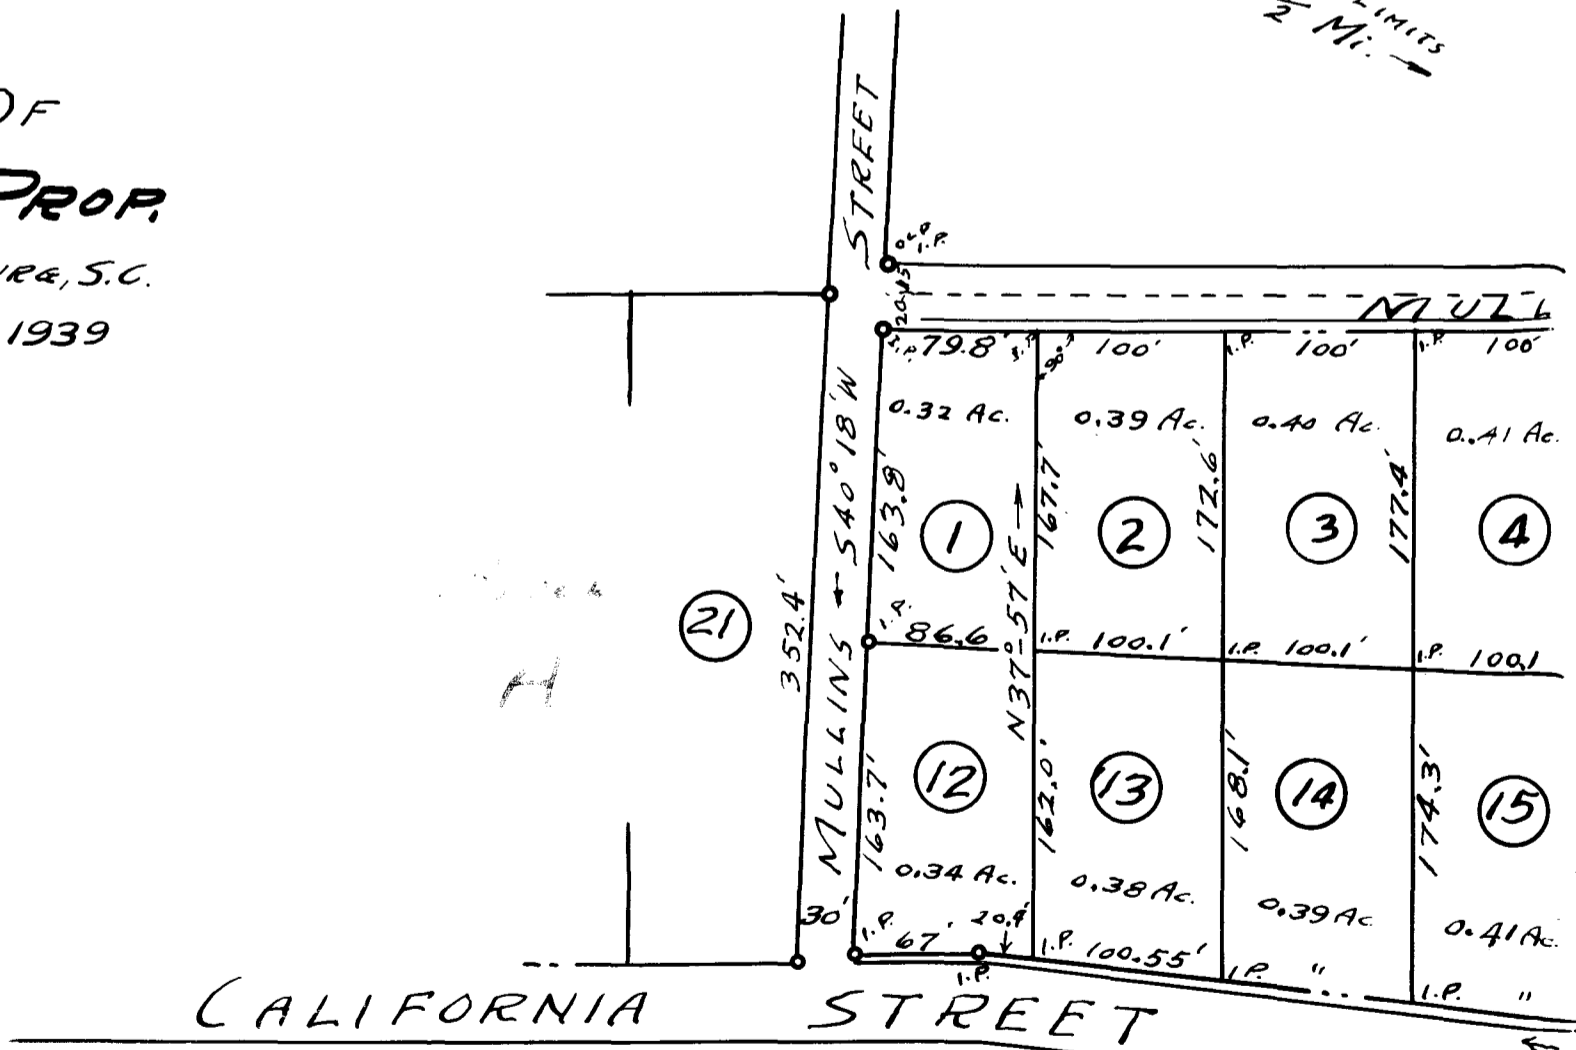 OF
PROP.
S.C.
1939
LIMITS
2 Mi. →
STREET
OLD I.P.
20' 15'
MULL
I.P. 79.8' I.P. 100' I.P. 100' I.P. 100'
90°
0.32 Ac. 0.39 Ac. 0.40 Ac. 0.41 Ac.
← S40°18'W
163.8' 167.7' 172.6' 177.4'
1 2 3 4
N37°-57'E →
21
352.4'
MULLINS
I.P. 86.6 I.P. 100.1' I.P. 100.1' I.P. 100.1
H
12 13 14 15
163.7' 162.0' 168.1' 174.3'
0.34 Ac. 0.38 Ac. 0.39 Ac 0.41 Ac.
30' I.P. 67' 20.4' I.P. 100.55' I.P. " I.P. "
I.P.
CALIFORNIA STREET